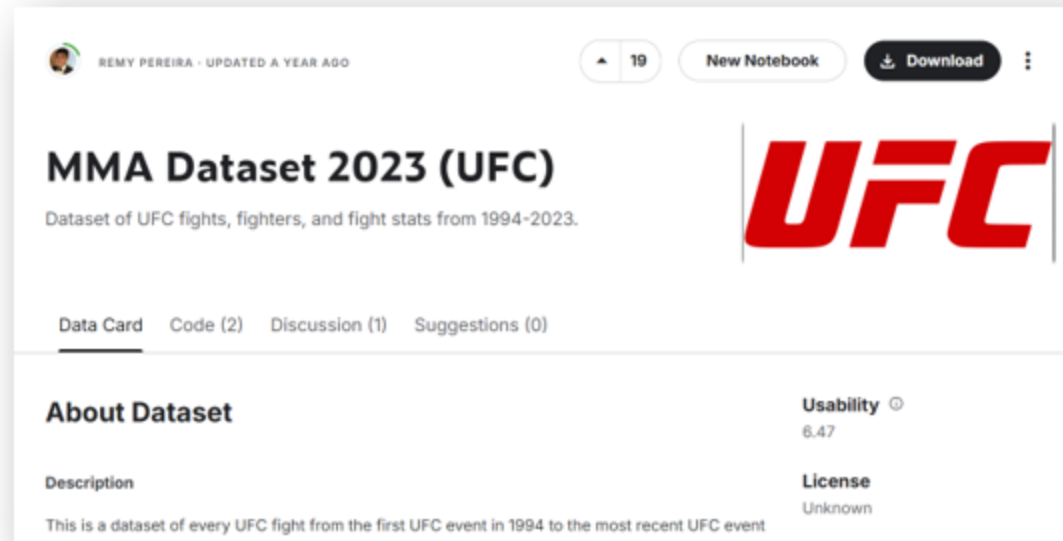 REMY PEREIRA · UPDATED A YEAR AGO
19
New Notebook
Download
MMA Dataset 2023 (UFC)
UFC
Dataset of UFC fights, fighters, and fight stats from 1994-2023.
Data Card Code (2) Discussion (1) Suggestions (0)
About Dataset
Usability
6.47
Description
License
Unknown
This is a dataset of every UFC fight from the first UFC event in 1994 to the most recent UFC event